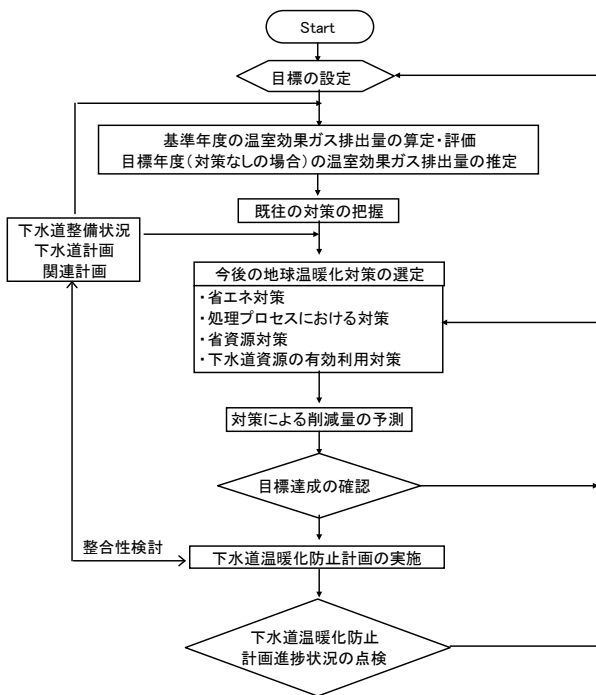 Start
目標の設定
基準年度の温室効果ガス排出量の算定・評価
目標年度（対策なしの場合）の温室効果ガス排出量の推定
既往の対策の把握
下水道整備状況
下水道計画
関連計画
今後の地球温暖化対策の選定
・省エネ対策
・処理プロセスにおける対策
・省資源対策
・下水道資源の有効利用対策
対策による削減量の予測
目標達成の確認
整合性検討
下水道温暖化防止計画の実施
下水道温暖化防止
計画進捗状況の点検